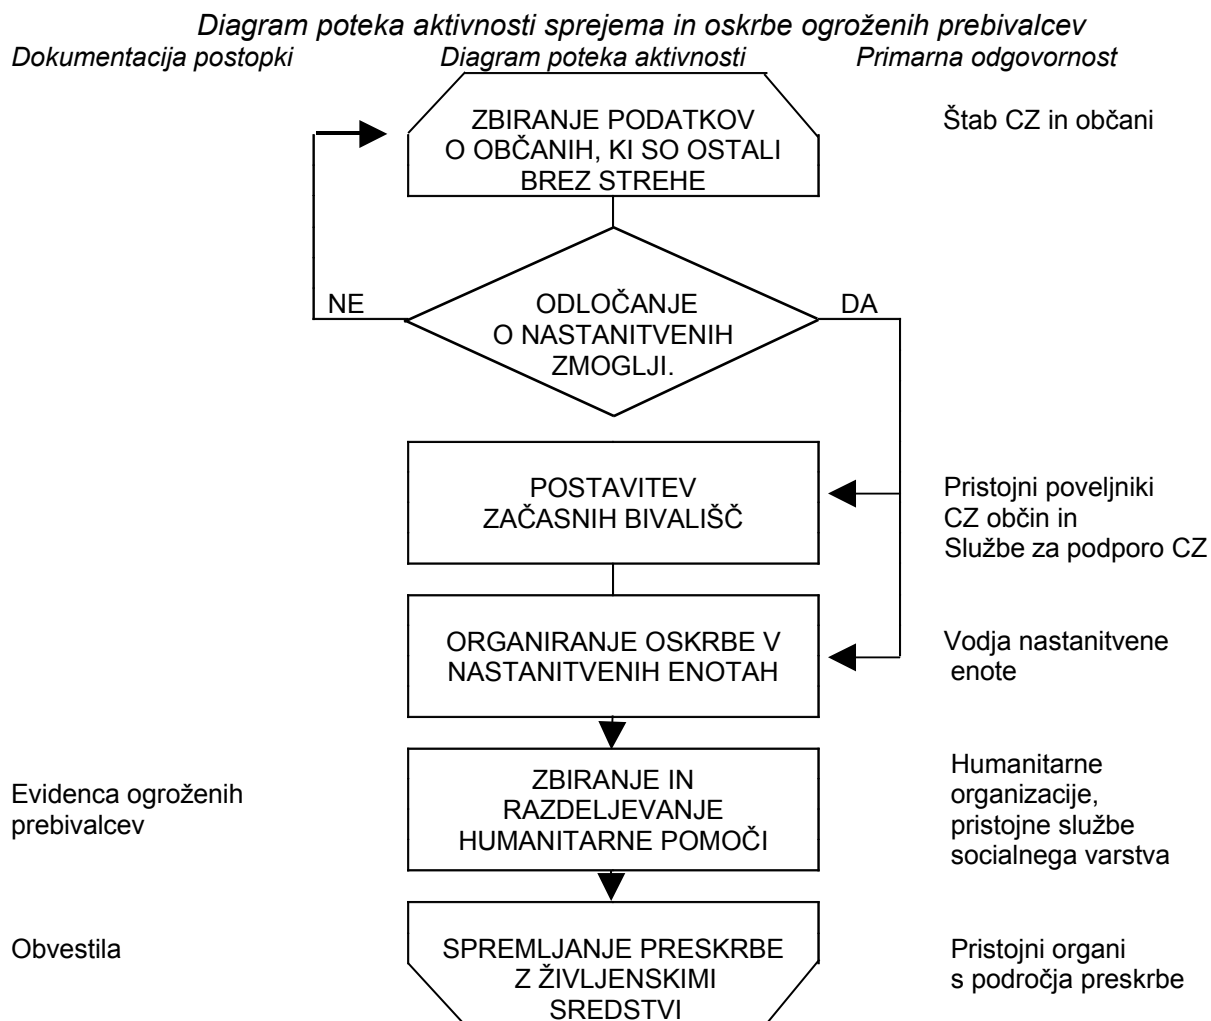 Diagram poteka aktivnosti sprejema in oskrbe ogroženih prebivalcev
Dokumentacija postopki
Diagram poteka aktivnosti
Primarna odgovornost
ZBIRANJE PODATKOV
O OBČANIH, KI SO OSTALI
BREZ STREHE
Štab CZ in občani
NE
ODLOČANJE
O NASTANITVENIH
ZMOGLJI.
DA
POSTAVITEV
ZAČASNIH BIVALIŠČ
Pristojni poveljniki
CZ občin in
Službe za podporo CZ
ORGANIRANJE OSKRBE V
NASTANITVENIH ENOTAH
Vodja nastanitvene
enote
Evidenca ogroženih
prebivalcev
ZBIRANJE IN
RAZDELJEVANJE
HUMANITARNE POMOČI
Humanitarne
organizacije,
pristojne službe
socialnega varstva
Obvestila
SPREMLJANJE PRESKRBE
Z ŽIVLJENSKIMI
SREDSTVI
Pristojni organi
s področja preskrbe